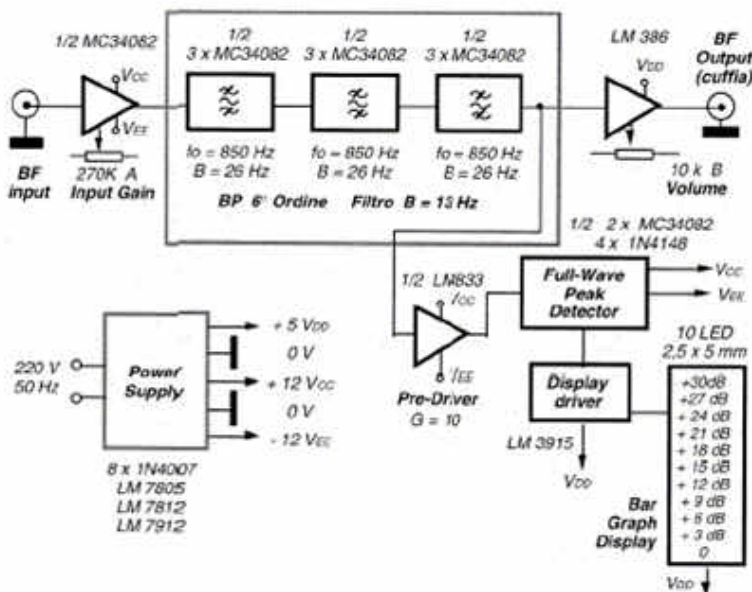 1/2 MC34082
VCC
VEE
BF
input
270K A
Input Gain
1/2
3 x MC34082
1/2
3 x MC34082
1/2
3 x MC34082
fo = 850 Hz
B = 26 Hz
fo = 850 Hz
B = 26 Hz
fo = 850 Hz
B = 26 Hz
BP 6° Ordine Filtro B = 13 Hz
LM 386
VDD
BF
Output
(cuffia)
10 k B
Volume
1/2 2 x MC34082
4 x 1N4148
Full-Wave
Peak
Detector
VCC
VEE
1/2 LM833
Pre-Driver
G = 10
Display
driver
LM 3915
VDD
220 V
50 Hz
Power
Supply
+ 5 VDD
0 V
+ 12 VCC
0 V
- 12 VEE
8 x 1N4007
LM 7805
LM 7812
LM 7912
10 LED
2,5 x 5 mm
+30dB
+27 dB
+ 24 dB
+ 21 dB
+ 18 dB
+ 15 dB
+ 12 dB
+ 9 dB
+ 6 dB
+ 3 dB
0
Bar
Graph
Display
VDD